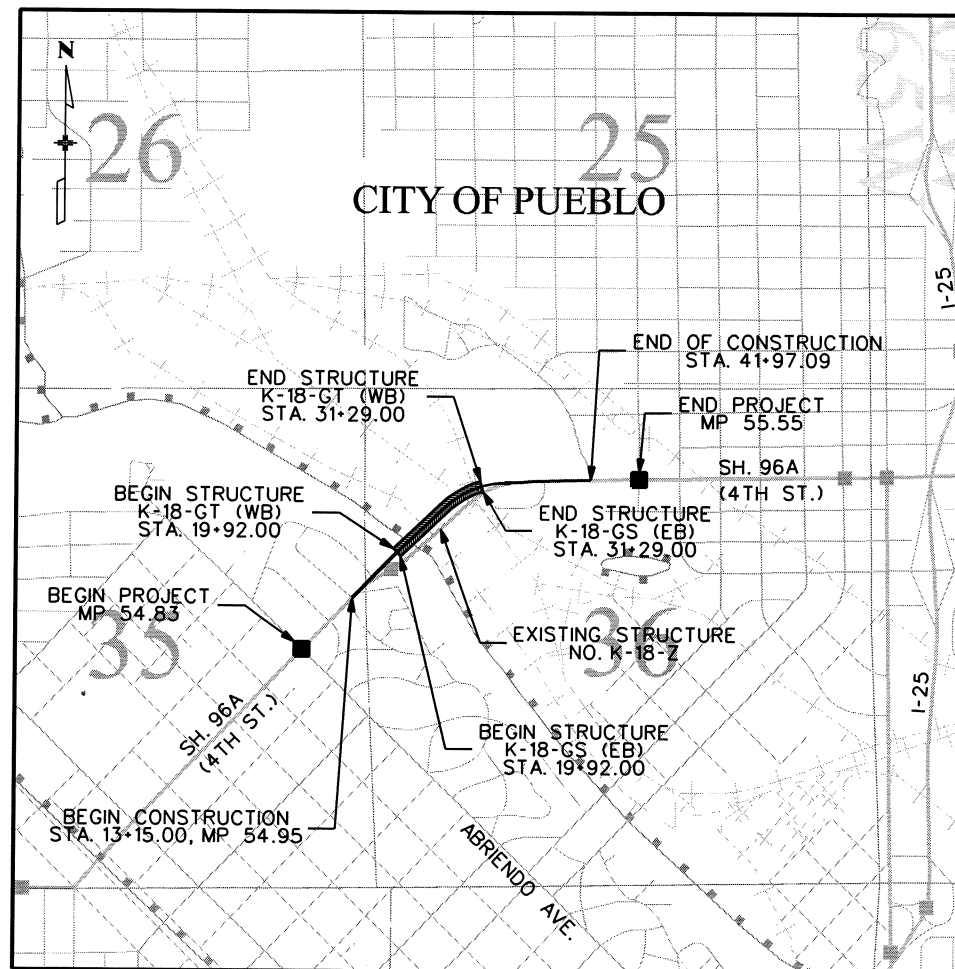 N
26
25
CITY OF PUEBLO
I-25
END OF CONSTRUCTION
STA. 41+97.09
END STRUCTURE
K-18-GT (WB)
STA. 31+29.00
END PROJECT
MP 55.55
SH. 96A
(4TH ST.)
BEGIN STRUCTURE
K-18-GT (WB)
STA. 19+92.00
END STRUCTURE
K-18-GS (EB)
STA. 31+29.00
BEGIN PROJECT
MP 54.83
35
36
EXISTING STRUCTURE
NO. K-18-Z
I-25
SH. 96A
(4TH ST.)
BEGIN STRUCTURE
K-18-GS (EB)
STA. 19+92.00
BEGIN CONSTRUCTION
STA. 13+15.00, MP 54.95
ABRIENDO AVE.